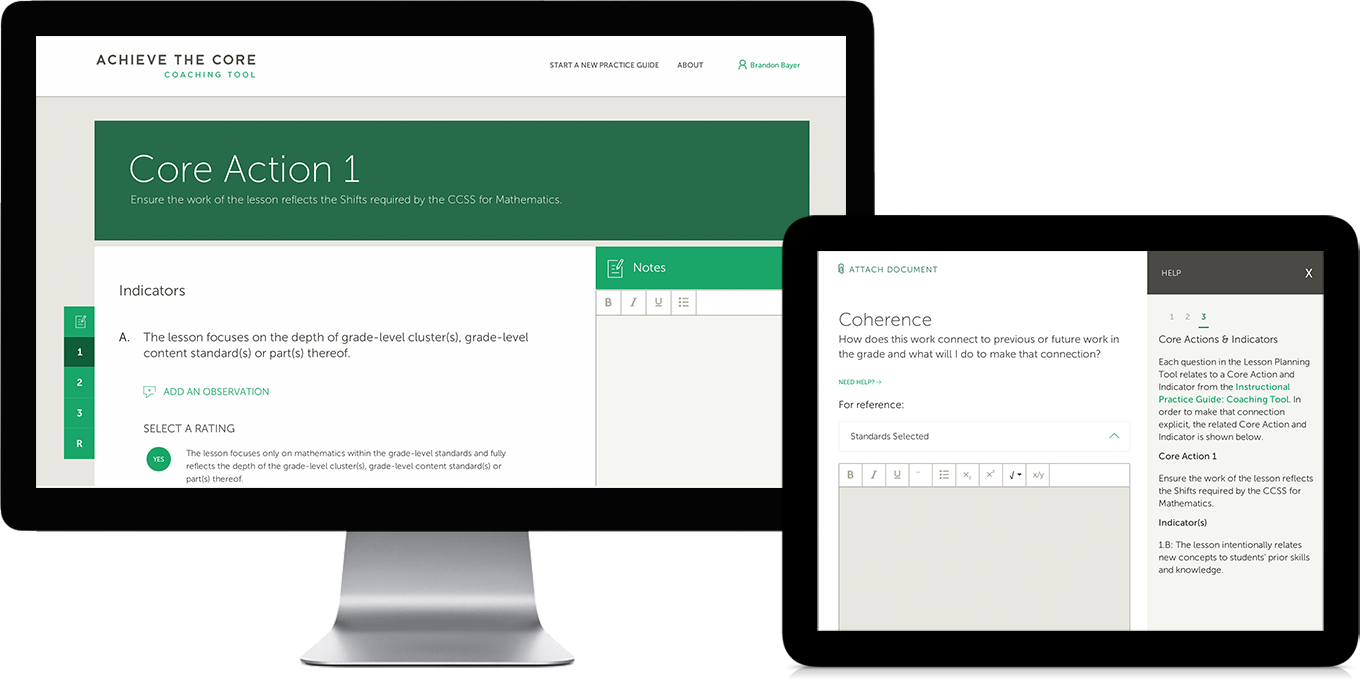 ACHIEVE THE CORE
COACHING TOOL
START A NEW PRACTICE GUIDE
ABOUT
Brandon Bayer
Core Action 1
Ensure the work of the lesson reflects the Shifts required by the CCSS for Mathematics.
Indicators
A. The lesson focuses on the depth of grade-level cluster(s), grade-level
content standard(s) or part(s) thereof.
ADD AN OBSERVATION
SELECT A RATING
YES
The lesson focuses only on mathematics within the grade-level standards and fully
reflects the depth of the grade-level cluster(s), grade-level content standard(s) or
part(s) thereof.
1
2
3
R
Notes
B I U
ATTACH DOCUMENT
Coherence
How does this work connect to previous or future work in
the grade and what will I do to make that connection?
NEED HELP? →
For reference:
Standards Selected
B I U x, x² √ x/y
HELP
X
1 2 3
Core Actions & Indicators
Each question in the Lesson Planning
Tool relates to a Core Action and
Indicator from the Instructional
Practice Guide: Coaching Tool. In
order to make that connection
explicit, the related Core Action and
Indicator is shown below.
Core Action 1
Ensure the work of the lesson reflects
the Shifts required by the CCSS for
Mathematics.
Indicator(s)
1.B: The lesson intentionally relates
new concepts to students' prior skills
and knowledge.